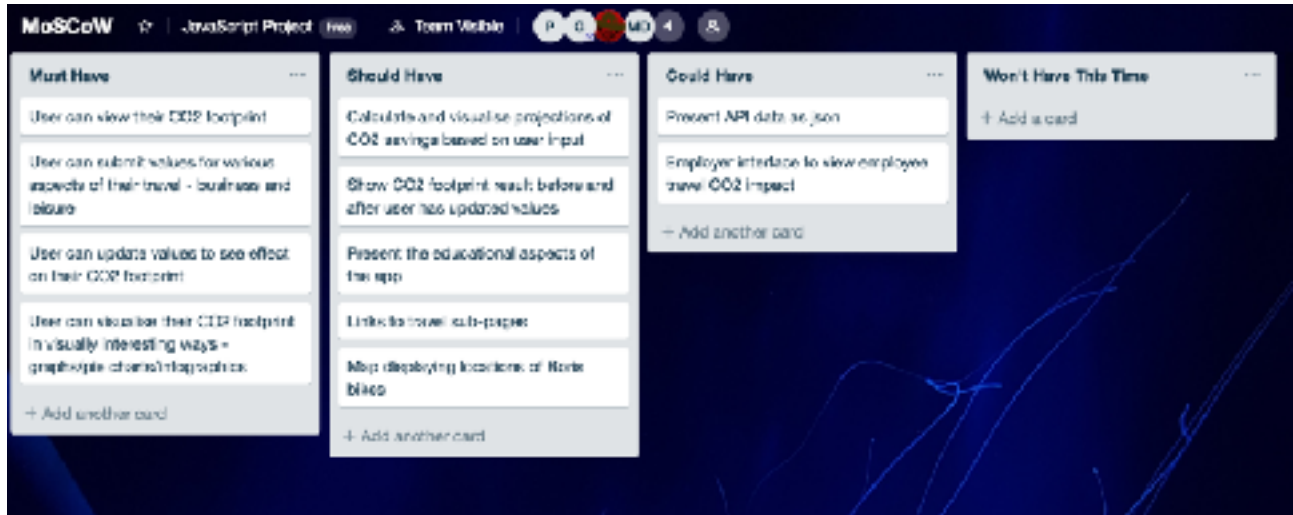 MoSCoW
JavaScript Project
Free
Team Visible
P
MD
Must Have
User can view their CO2 footprint
User can submit values for various
aspects of their travel - business and
leisure
User can update values to see effect
on their CO2 footprint
User can visualise their CO2 footprint
in visually interesting ways -
graphs/pie charts/infographics
+ Add another card
Should Have
Calculate and visualise projections of
CO2 savings based on user input
Show CO2 footprint result before and
after user has updated values
Present the educational aspects of
the app
Links to travel sub-pages
Map displaying locations of
bikes
+ Add another card
Could Have
Present API data as json
Employer interface to view employee
travel CO2 impact
+ Add another card
Won't Have This Time
+ Add a card